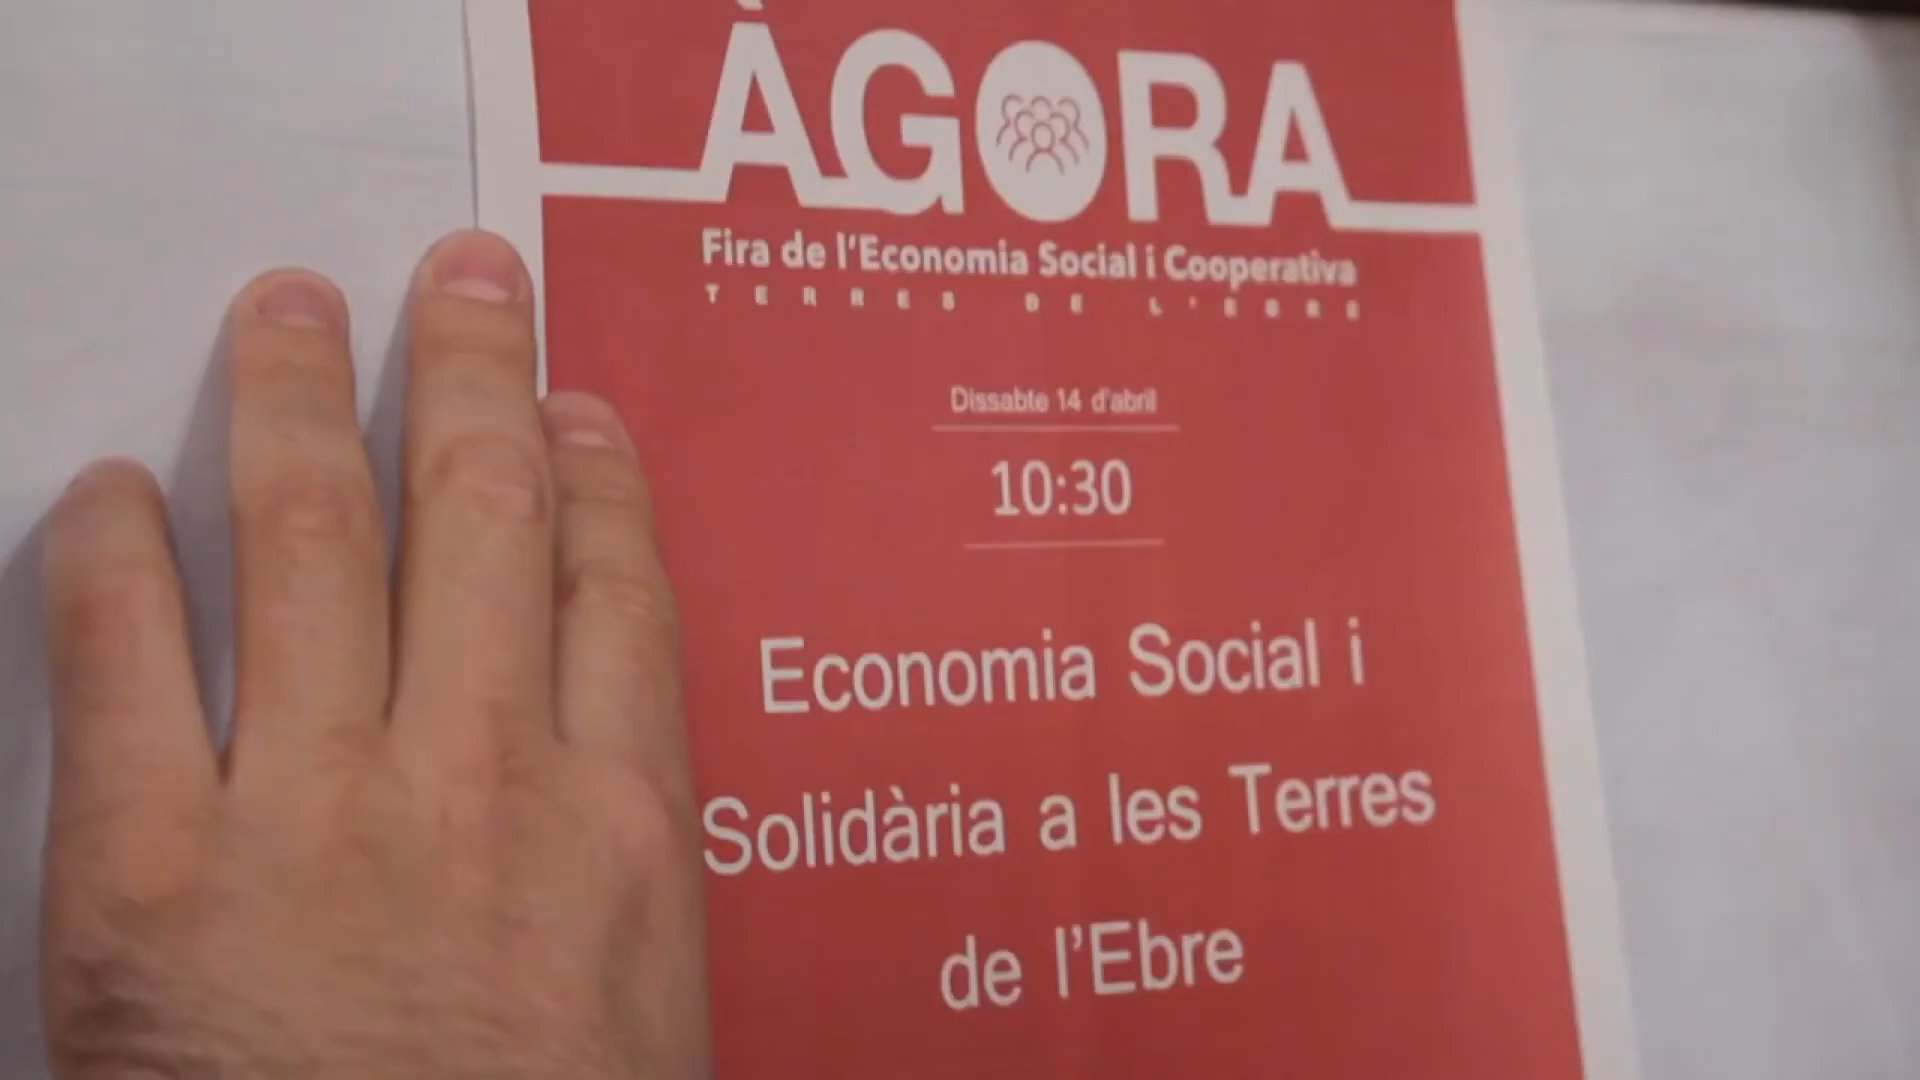 ÀGORA
Fira de l'Economia Social i Cooperativa
TERRES DE L'EBRE
Dissabte 14 d'abril
10:30
Economia Social i
Solidària a les Terres
de l'Ebre